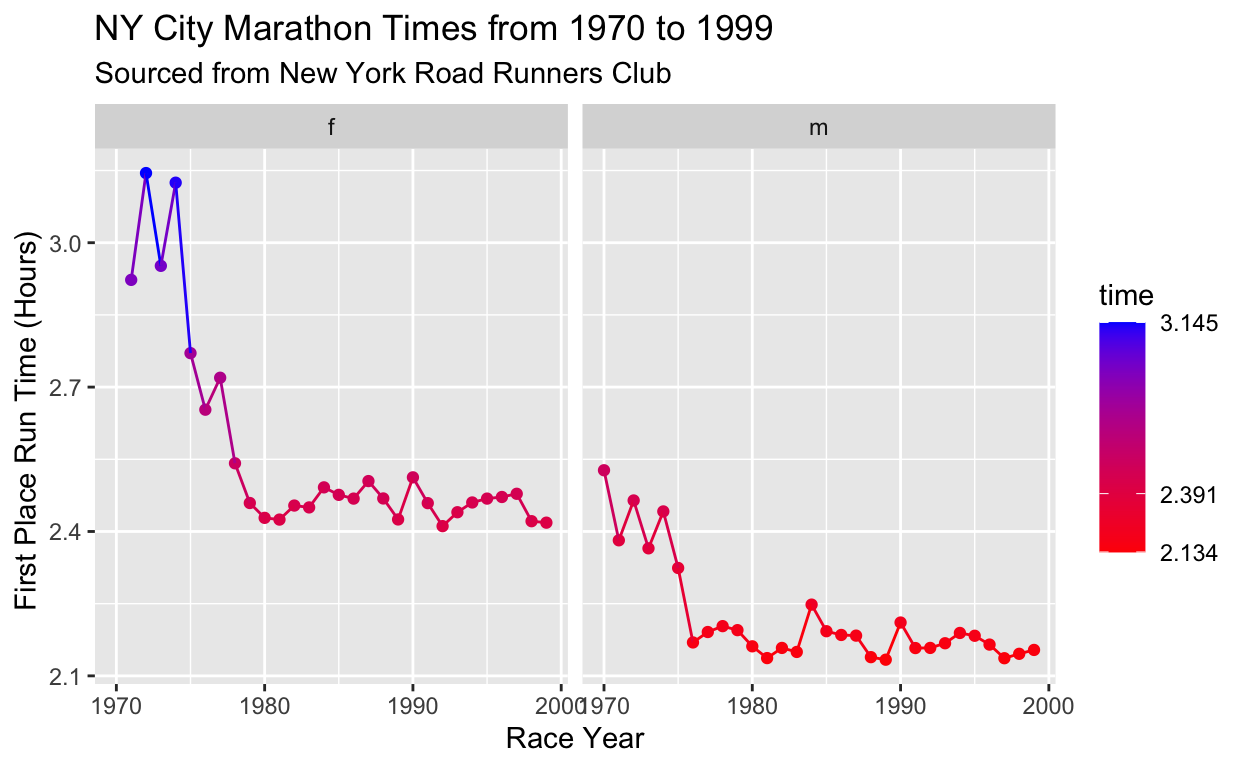 NY City Marathon Times from 1970 to 1999
Sourced from New York Road Runners Club
f m
First Place Run Time (Hours)
3.0
2.7
2.4
2.1
1970 1980 1990 2000 1970 1980 1990 2000
Race Year
time
3.145
2.391
2.134